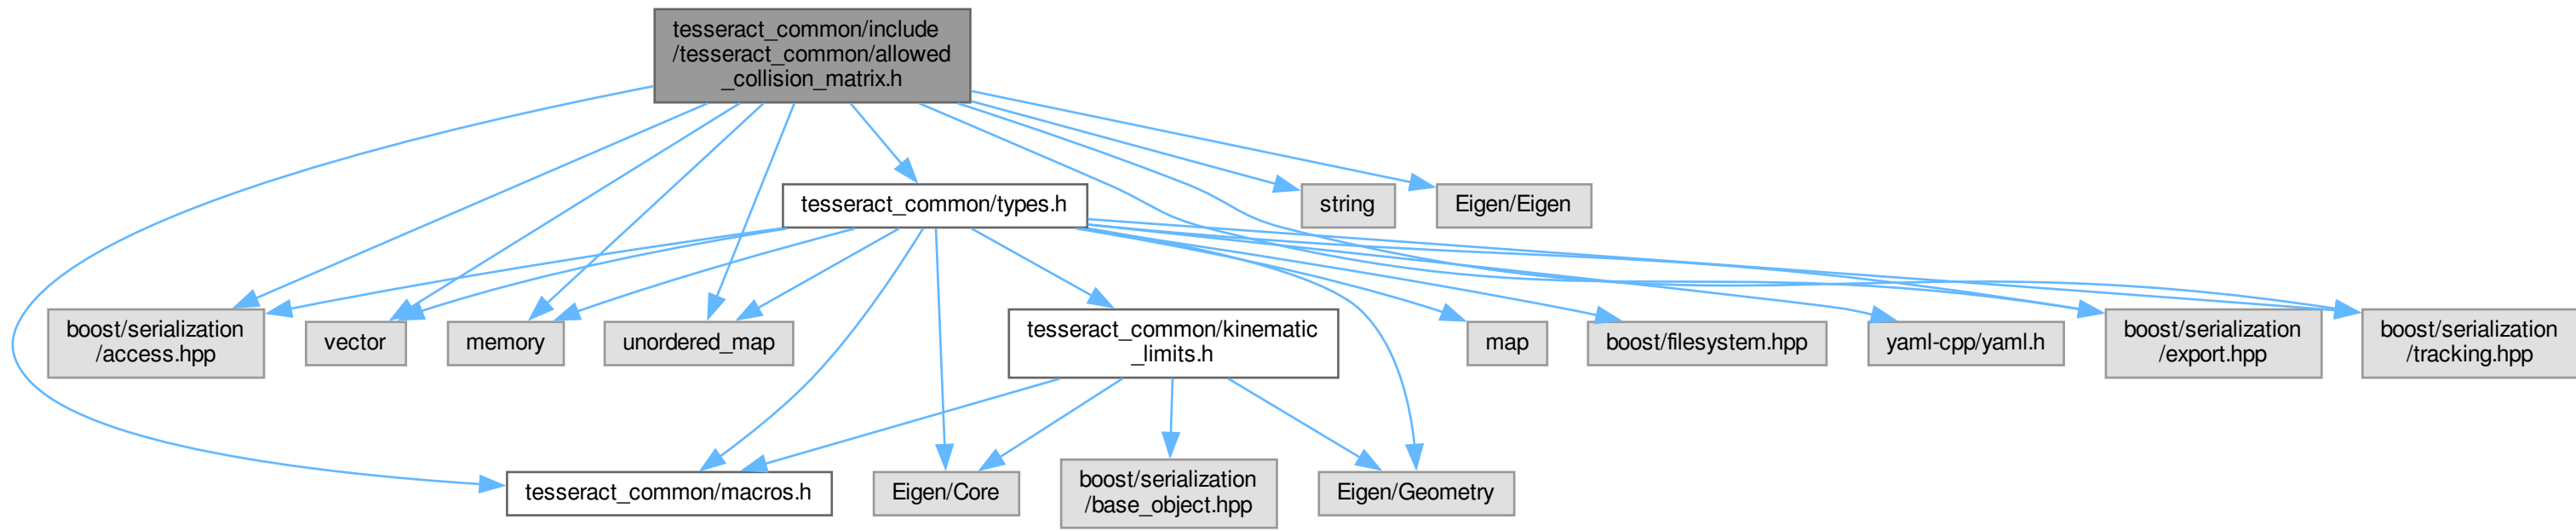 tesseract_common/include
/tesseract_common/allowed
_collision_matrix.h
tesseract_common/types.h
string
Eigen/Eigen
boost/serialization
/access.hpp
vector
memory
unordered_map
tesseract_common/kinematic
_limits.h
map
boost/filesystem.hpp
yaml-cpp/yaml.h
boost/serialization
/export.hpp
boost/serialization
/tracking.hpp
tesseract_common/macros.h
Eigen/Core
boost/serialization
/base_object.hpp
Eigen/Geometry